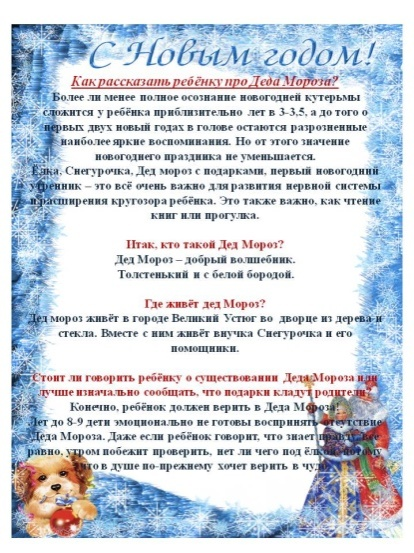 С Новым годом!
Как рассказать ребёнку про Деда Мороза?
Более ли менее полное осознание новогодней кутерьмы
сложится у ребёнка приблизительно лет в 3-3,5, а до того о
первых двух новый годах в голове остаются разрозненные
наиболее яркие воспоминания. Но от этого значение
новогоднего праздника не уменьшается.
Ёлка, Снегурочка, Дед мороз с подарками, первый новогодний
утренник – это всё очень важно для развития нервной системы
и расширения кругозора ребёнка. Это также важно, как чтение
книг или прогулка.
Итак, кто такой Дед Мороз?
Дед Мороз – добрый волшебник.
Толстенький и с белой бородой.
Где живёт дед Мороз?
Дед мороз живёт в городе Великий Устюг во дворце из дерева и
стекла. Вместе с ним живёт внучка Снегурочка и его
помощники.
Стоит ли говорить ребёнку о существовании Деда Мороза или
лучше изначально сообщать, что подарки кладут родители?
Конечно, ребёнок должен верить в Деда Мороза!
Лет до 8-9 дети эмоционально не готовы воспринять отсутствие
Деда Мороза. Даже если ребёнок говорит, что знает правду, все
равно, утром побежит проверить, нет ли чего под ёлкой, потому
что в душе по-прежнему хочет верить в чудо.